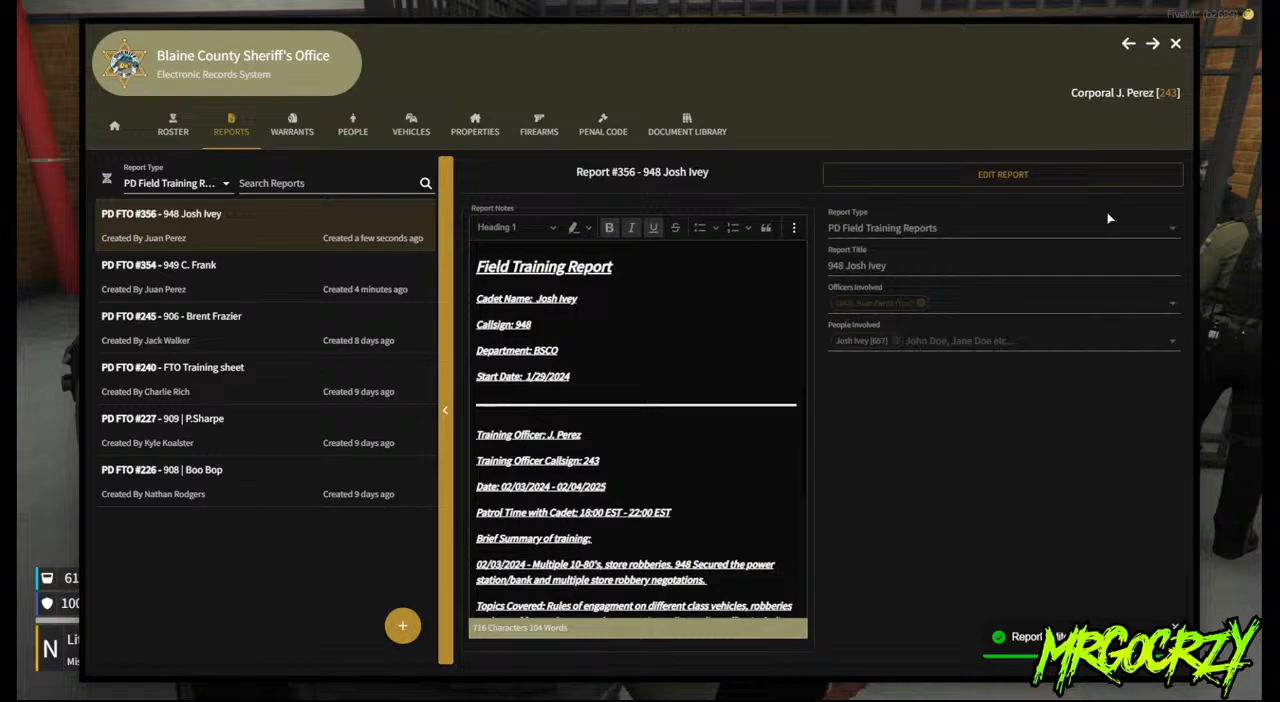 FiveM® (b2699)
Blaine County Sheriff's Office
Electronic Records System
Corporal J. Perez [243]
ROSTER
REPORTS
WARRANTS
PEOPLE
VEHICLES
PROPERTIES
FIREARMS
PENAL CODE
DOCUMENT LIBRARY
Report Type
PD Field Training R...
Search Reports
PD FTO #356 - 948 Josh Ivey
Created By Juan Perez
Created a few seconds ago
PD FTO #354 - 949 C. Frank
Created By Juan Perez
Created 4 minutes ago
PD FTO #245 - 906 - Brent Frazier
Created By Jack Walker
Created 8 days ago
PD FTO #240 - FTO Training sheet
Created By Charlie Rich
Created 9 days ago
PD FTO #227 - 909 | P.Sharpe
Created By Kyle Koalster
Created 9 days ago
PD FTO #226 - 908 | Boo Bop
Created By Nathan Rodgers
Created 9 days ago
Report #356 - 948 Josh Ivey
Report Notes
Heading 1
B I U S
Field Training Report
Cadet Name: Josh Ivey
Callsign: 948
Department: BSCO
Start Date: 1/29/2024
Training Officer: J. Perez
Training Officer Callsign: 243
Date: 02/03/2024 - 02/04/2025
Patrol Time with Cadet: 18:00 EST - 22:00 EST
Brief Summary of training:
02/03/2024 - Multiple 10-80's, store robberies. 948 Secured the power
station/bank and multiple store robbery negotations.
Topics Covered: Rules of engagment on different class vehicles, robberies
716 Characters 104 Words
EDIT REPORT
Report Type
PD Field Training Reports
Report Title
948 Josh Ivey
Officers Involved
Juan Perez (You)
People Involved
Josh Ivey [657]
John Doe, Jane Doe etc...
61
100
N
Report
MRGOCRZY